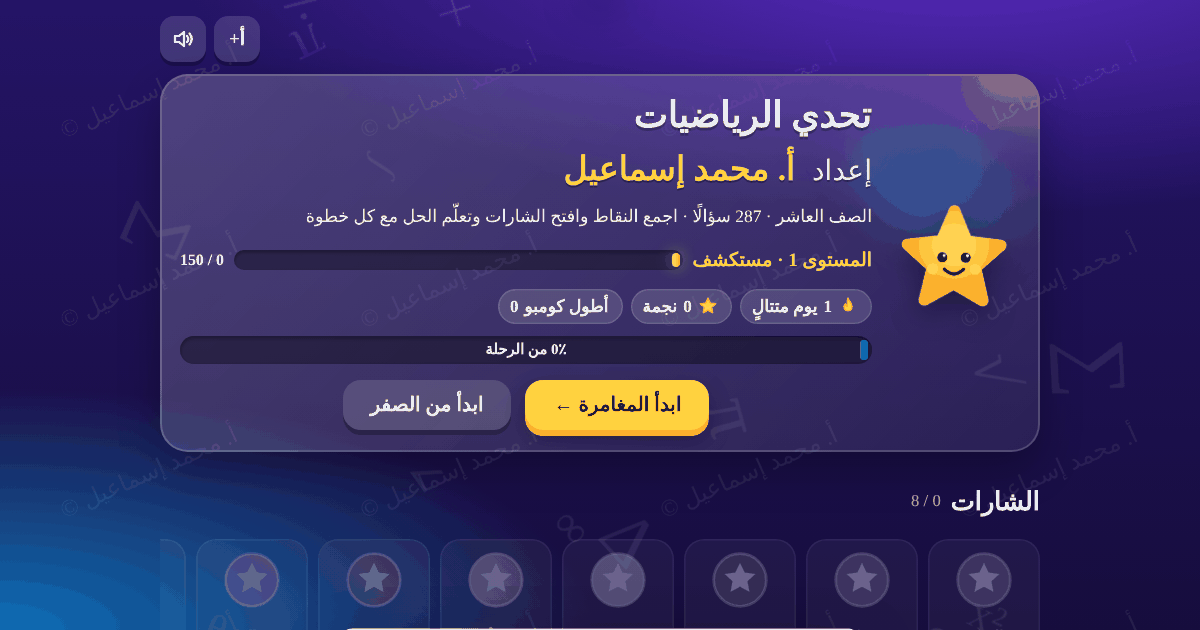 أ+
تحدي الرياضيات
إعداد أ. محمد إسماعيل
الصف العاشر · 287 سؤالًا · اجمع النقاط وافتح الشارات وتعلّم الحل مع كل خطوة
المستوى 1 · مستكشف 0 / 150
1 يوم متتالٍ 0 نجمة أطول كومبو 0
0٪ من الرحلة
ابدأ المغامرة ← ابدأ من الصفر
الشارات 0 / 8
© أ. محمد إسماعيل